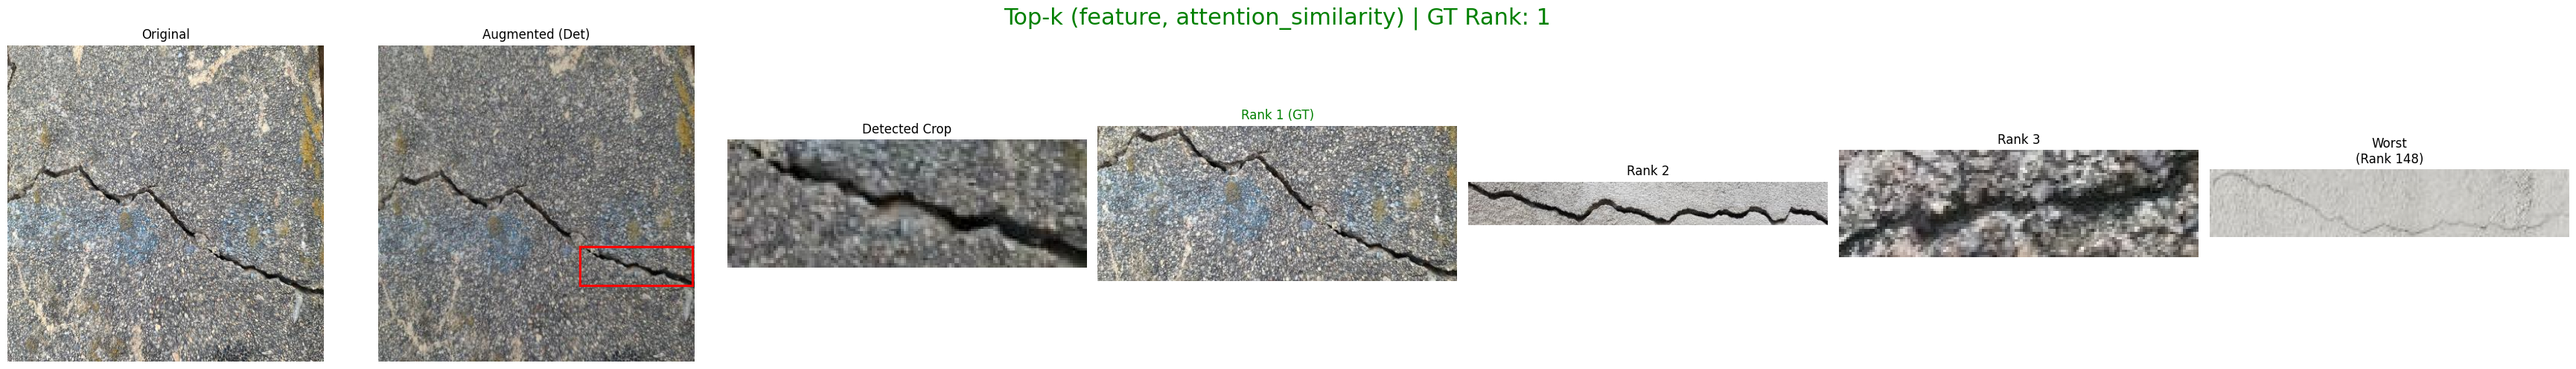 Top-k (feature, attention_similarity) | GT Rank: 1
Original
Augmented (Det)
Detected Crop
Rank 1 (GT)
Rank 2
Rank 3
Worst
(Rank 148)